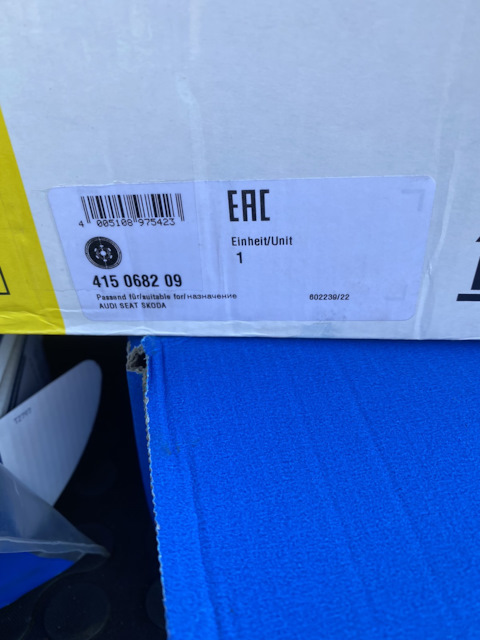 4 005108 975423
EAC
Einheit/Unit
1
415 0682 09
Passend für/suitable for/назначение
AUDI SEAT SKODA
602239/22